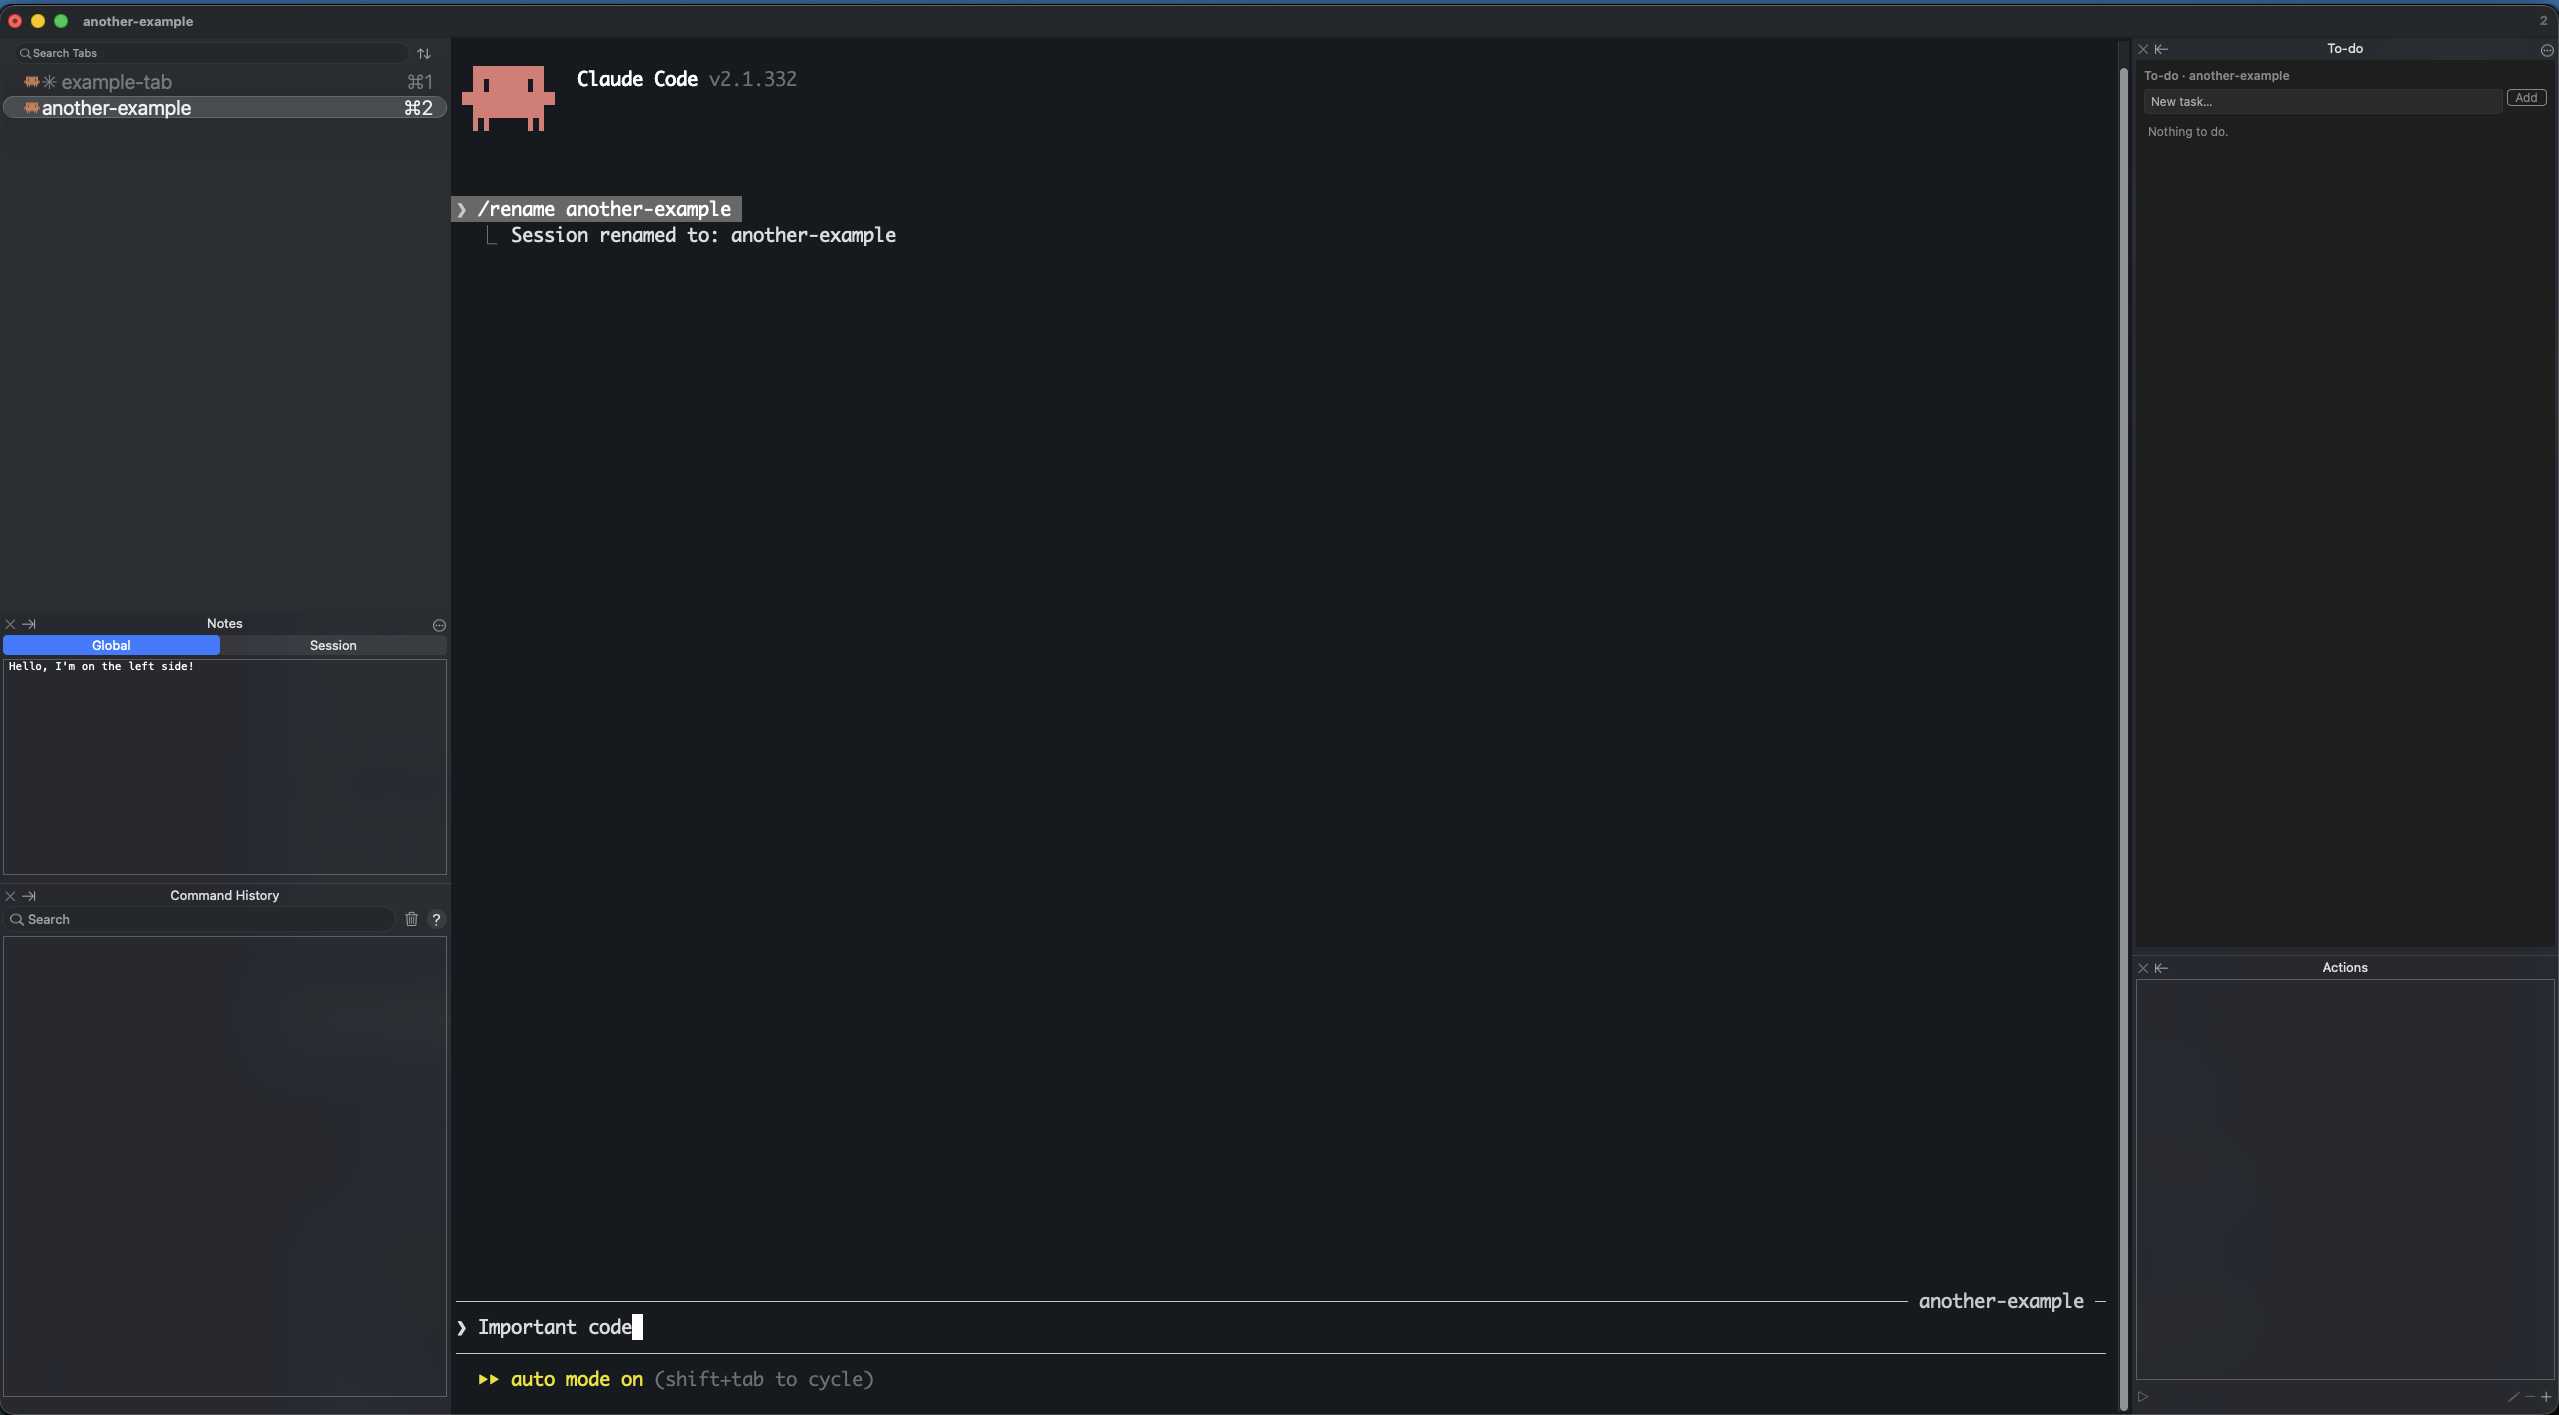 another-example
2
Search Tabs
example-tab ⌘1
another-example ⌘2
Claude Code v2.1.332
❯ /rename another-example
Session renamed to: another-example
Notes
Global Session
Hello, I'm on the left side!
Command History
Search
?
another-example
❯ Important code
auto mode on (shift+tab to cycle)
To-do
To-do · another-example
New task...
Add
Nothing to do.
Actions